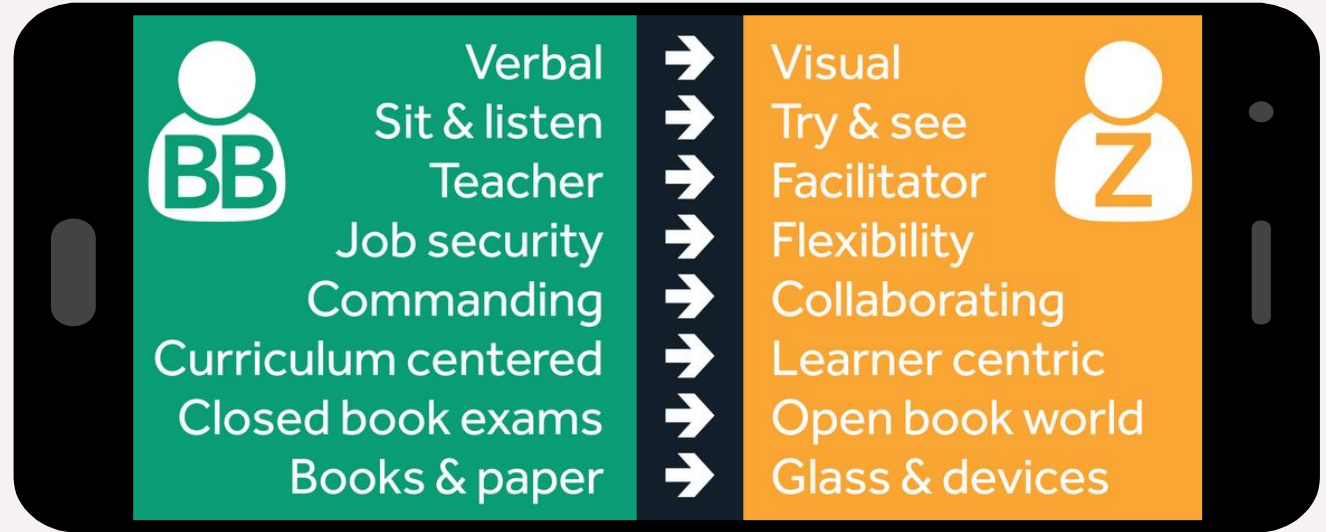 BB
Verbal → Visual
Sit & listen → Try & see
Teacher → Facilitator
Job security → Flexibility
Commanding → Collaborating
Curriculum centered → Learner centric
Closed book exams → Open book world
Books & paper → Glass & devices
Z